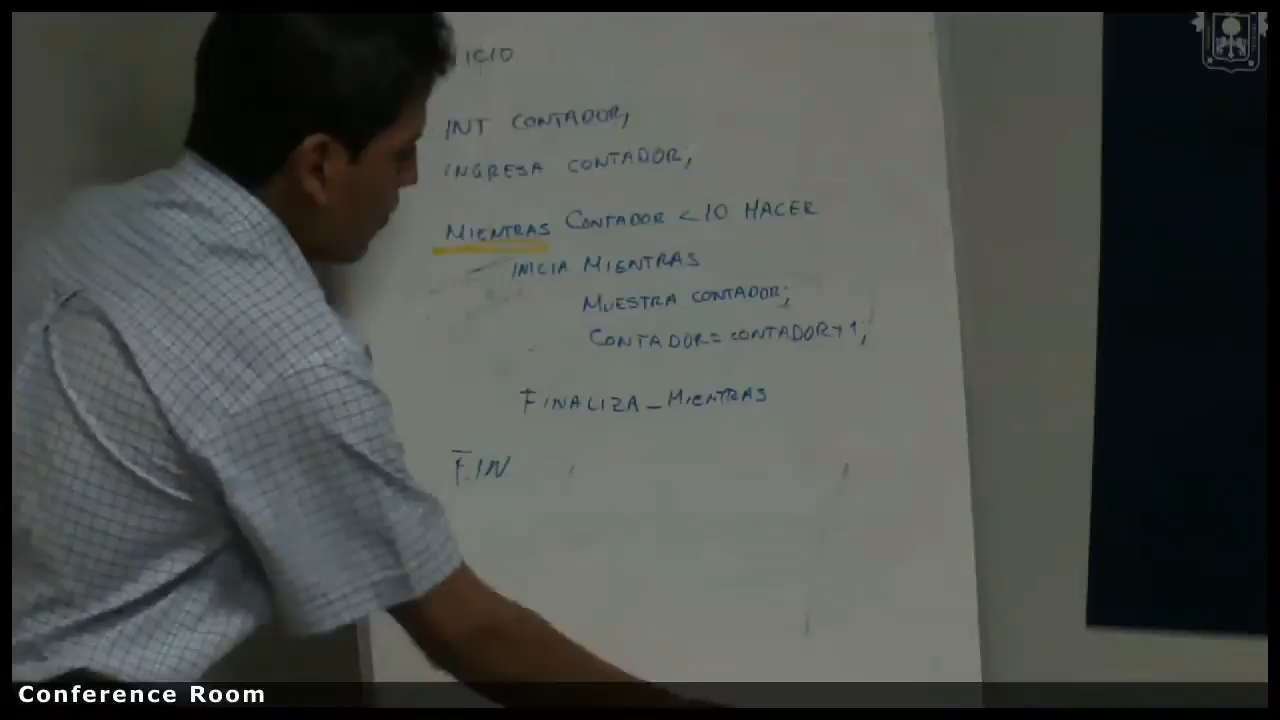 NICIO
INT CONTADOR;
INGRESA CONTADOR;
MIENTRAS CONTADOR < 10 HACER
INICIA MIENTRAS
MUESTRA CONTADOR;
CONTADOR = CONTADOR + 1;
FINALIZA_MIENTRAS
FIN
Conference Room